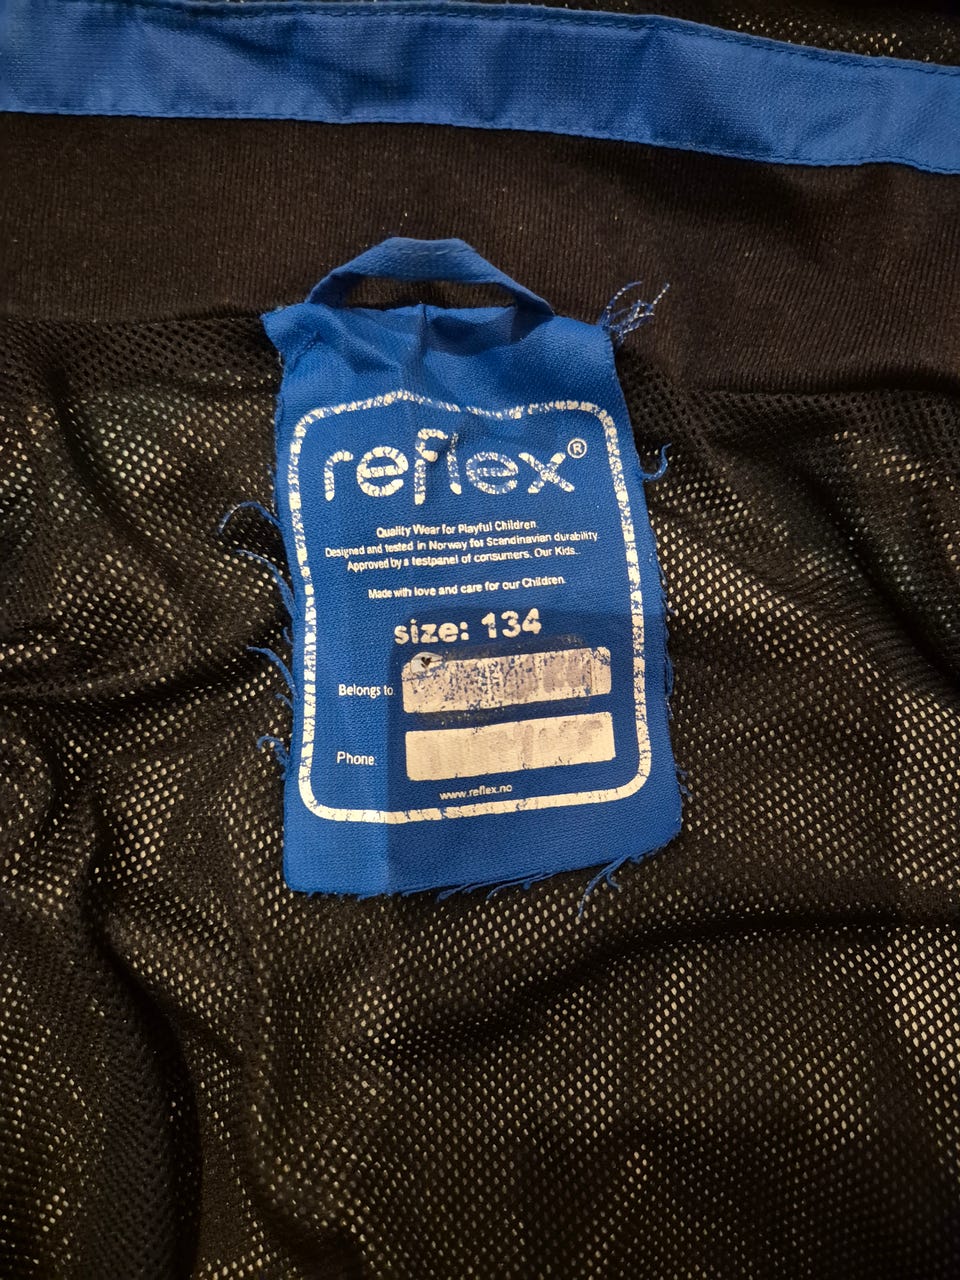 reflex®
Quality Wear for Playful Children
Designed and tested in Norway for Scandinavian durability.
Approved by a testpanel of consumers. Our Kids.
Made with love and care for our Children.
size: 134
Belongs to:
Phone:
www.reflex.no